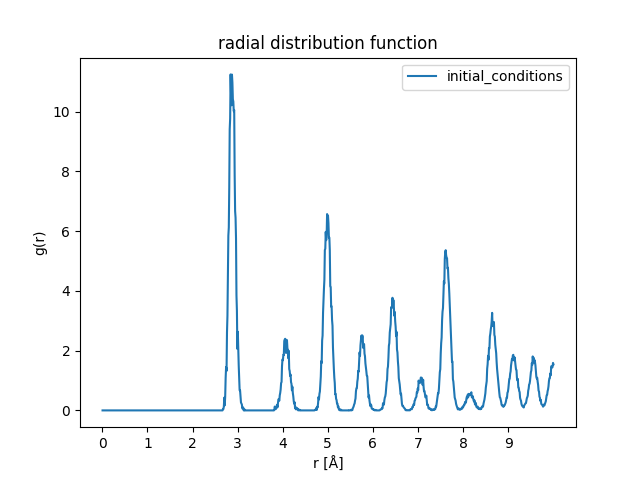 radial distribution function
initial_conditions
g(r)
10
8
6
4
2
0
0 1 2 3 4 5 6 7 8 9
r [Å]